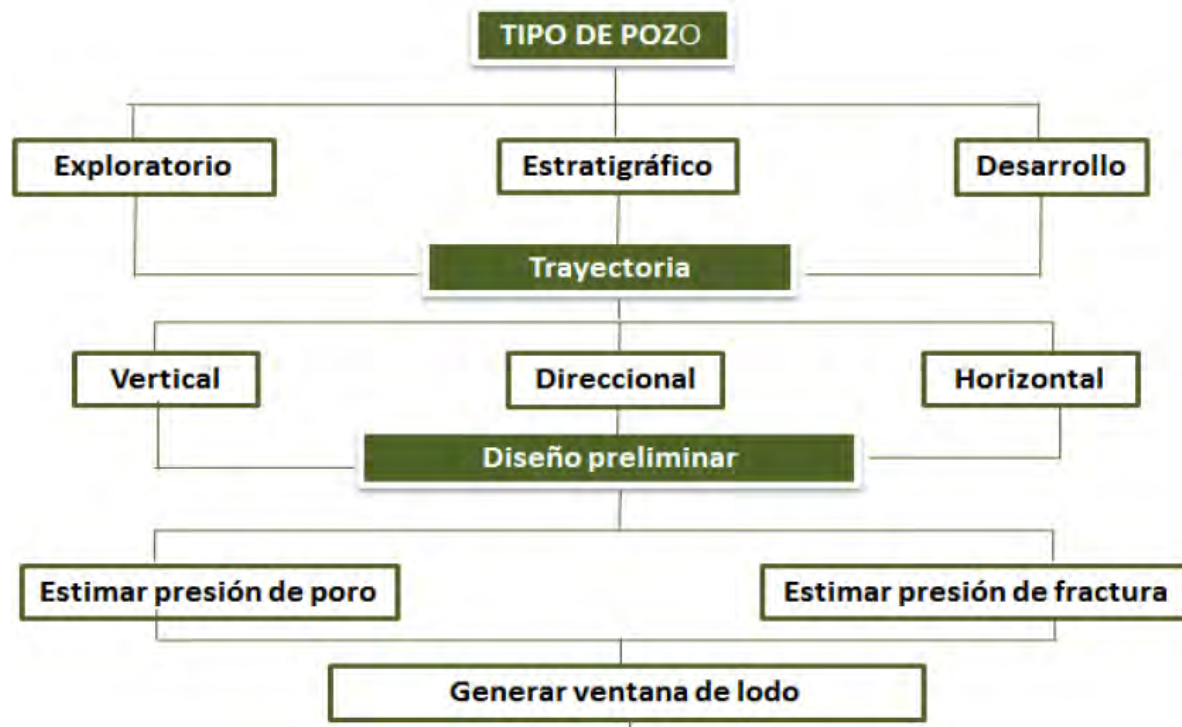 TIPO DE POZO
Exploratorio
Estratigráfico
Desarrollo
Trayectoria
Vertical
Direccional
Horizontal
Diseño preliminar
Estimar presión de poro
Estimar presión de fractura
Generar ventana de lodo